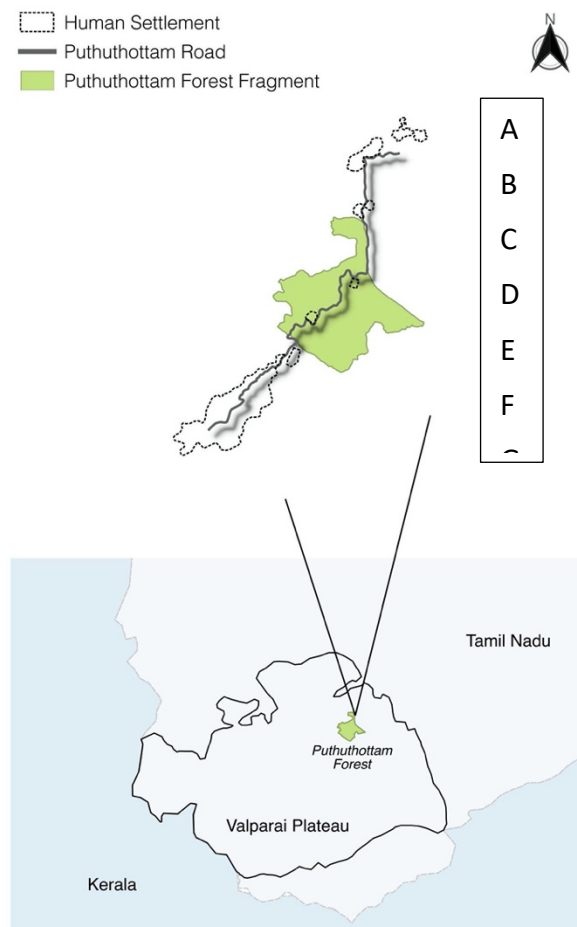 Human Settlement
Puthuthottam Road
Puthuthottam Forest Fragment
N
A
B
C
D
E
F
Tamil Nadu
Puthuthottam
Forest
Valparai Plateau
Kerala